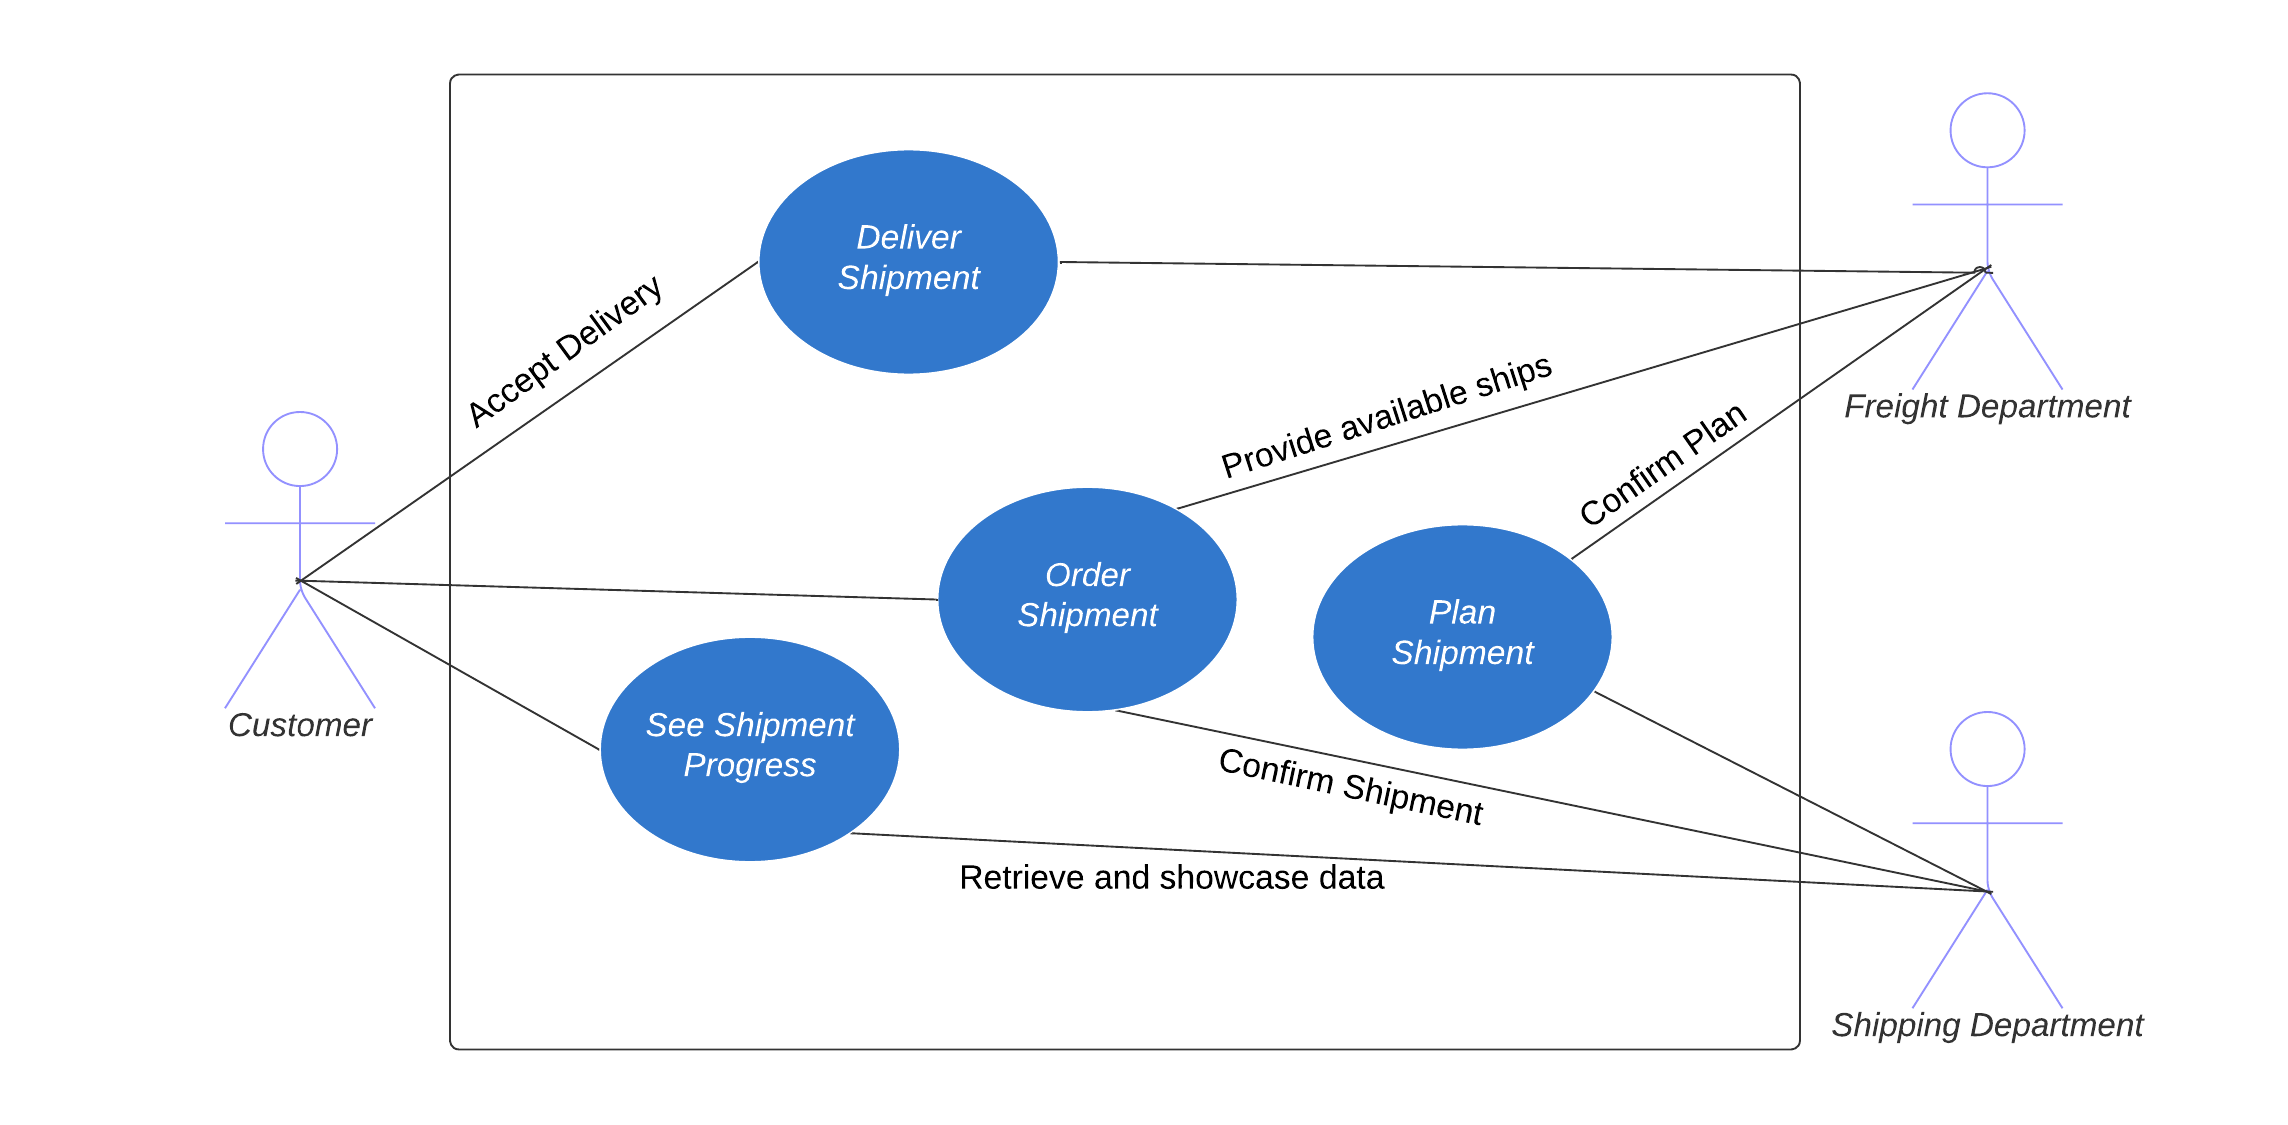 Deliver
Shipment
Accept Delivery
Provide available ships
Freight Department
Confirm Plan
Order
Shipment
Plan
Shipment
Customer
See Shipment
Progress
Confirm Shipment
Retrieve and showcase data
Shipping Department